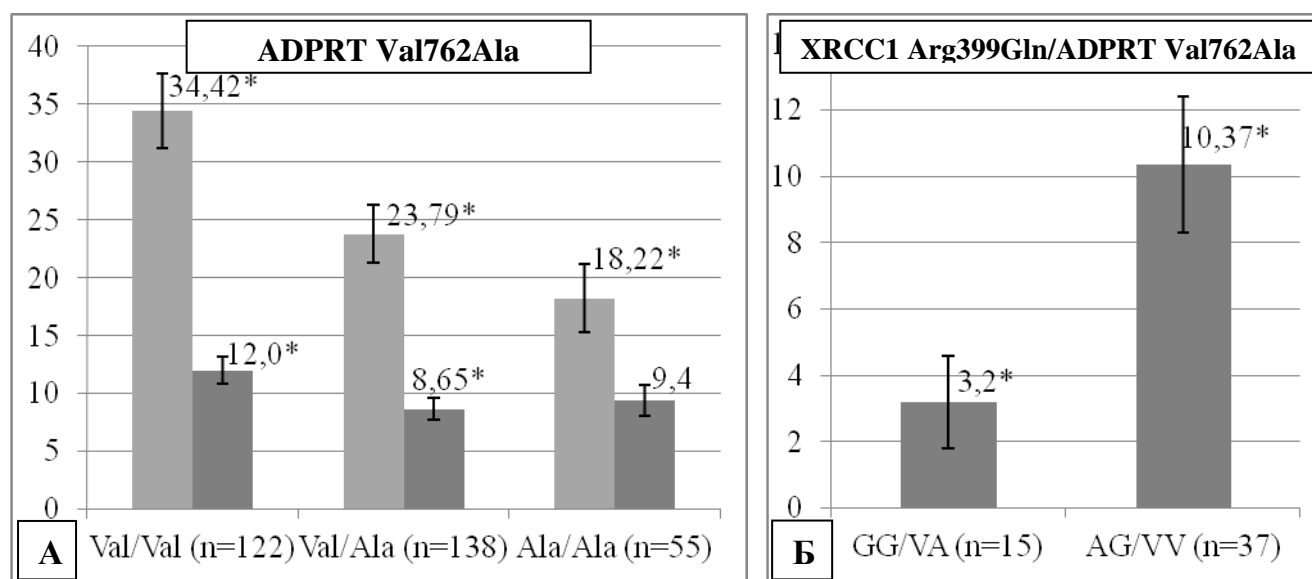 ADPRT Val762Ala
40
35
30
25
20
15
10
5
0
34,42*
12,0*
23,79*
8,65*
18,22*
9,4
А
Val/Val (n=122)
Val/Ala (n=138)
Ala/Ala (n=55)
XRCC1 Arg399Gln/ADPRT Val762Ala
12
10
8
6
4
2
0
3,2*
10,37*
Б
GG/VA (n=15)
AG/VV (n=37)